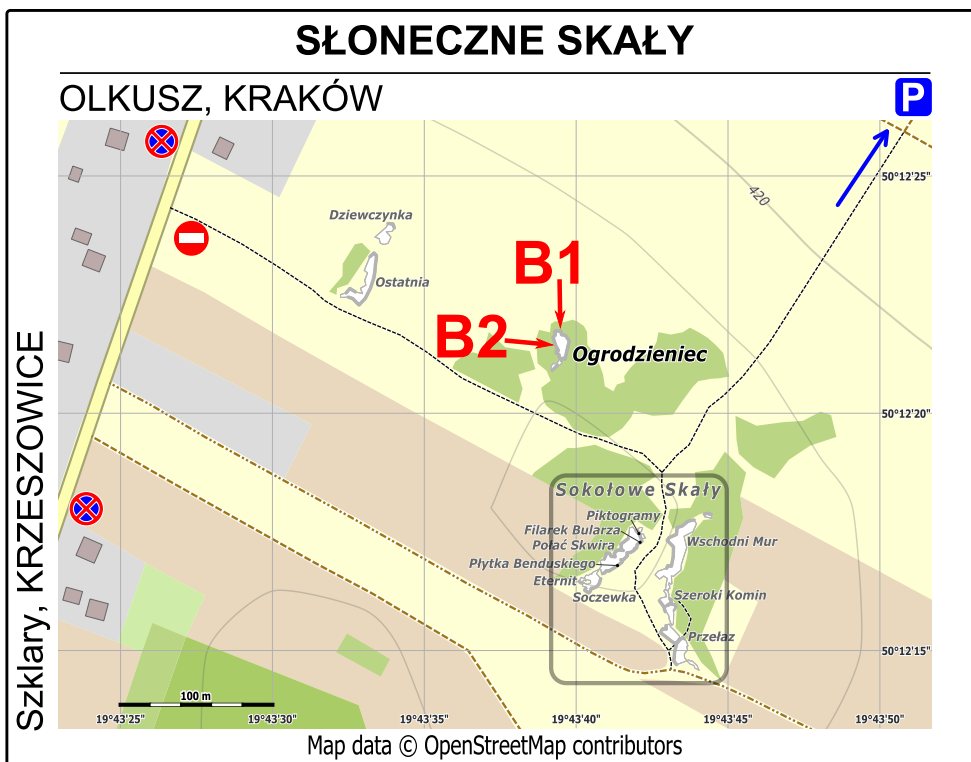 SŁONECZNE SKAŁY
OLKUSZ, KRAKÓW
P
50°12'25"
420
Dziewczynka
Ostatnia
B1
B2
Ogrodzieniec
50°12'20"
Szklary, KRZESZOWICE
Sokołowe Skały
Piktogramy
Filarek Bularza
Połać Skwira
Wschodni Mur
Płytka Benduskiego
Eternit
Soczewka
Szeroki Komin
Przełaz
50°12'15"
100 m
19°43'25" 19°43'30" 19°43'35" 19°43'40" 19°43'45" 19°43'50"
Map data © OpenStreetMap contributors